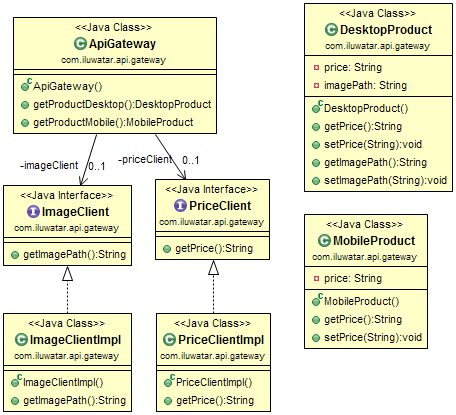 <<Java Class>>
ApiGateway
com.iluwatar.api.gateway
ApiGateway()
getProductDesktop():DesktopProduct
getProductMobile():MobileProduct
-imageClient 0..1
-priceClient 0..1
<<Java Interface>>
ImageClient
com.iluwatar.api.gateway
getImagePath():String
<<Java Interface>>
PriceClient
com.iluwatar.api.gateway
getPrice():String
<<Java Class>>
ImageClientImpl
com.iluwatar.api.gateway
ImageClientImpl()
getImagePath():String
<<Java Class>>
PriceClientImpl
com.iluwatar.api.gateway
PriceClientImpl()
getPrice():String
<<Java Class>>
DesktopProduct
com.iluwatar.api.gateway
price: String
imagePath: String
DesktopProduct()
getPrice():String
setPrice(String):void
getImagePath():String
setImagePath(String):void
<<Java Class>>
MobileProduct
com.iluwatar.api.gateway
price: String
MobileProduct()
getPrice():String
setPrice(String):void